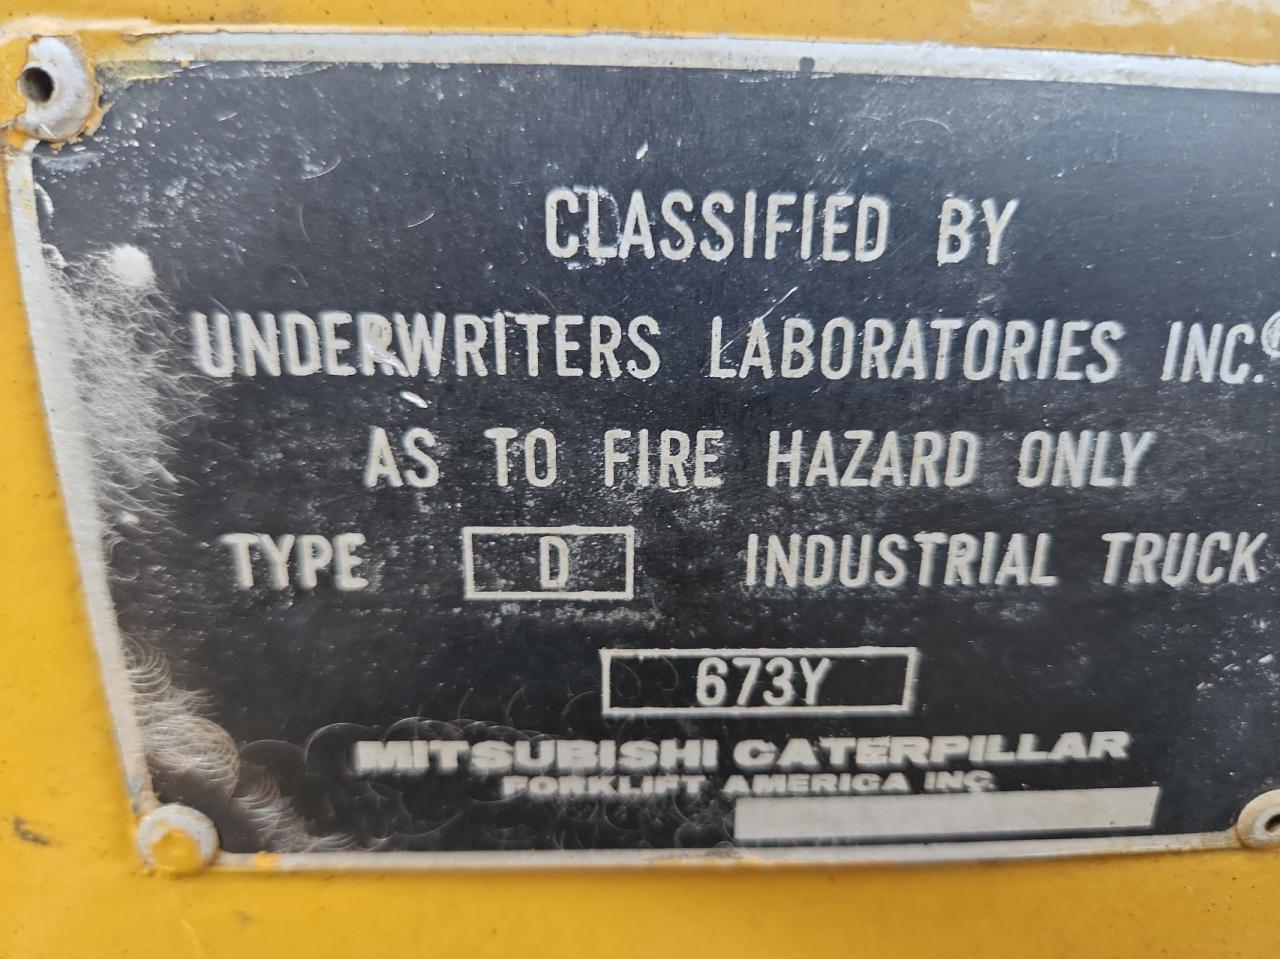 CLASSIFIED BY
UNDERWRITERS LABORATORIES INC.®
AS TO FIRE HAZARD ONLY
TYPE D INDUSTRIAL TRUCK
673Y
MITSUBISHI CATERPILLAR
FORKLIFT AMERICA INC.